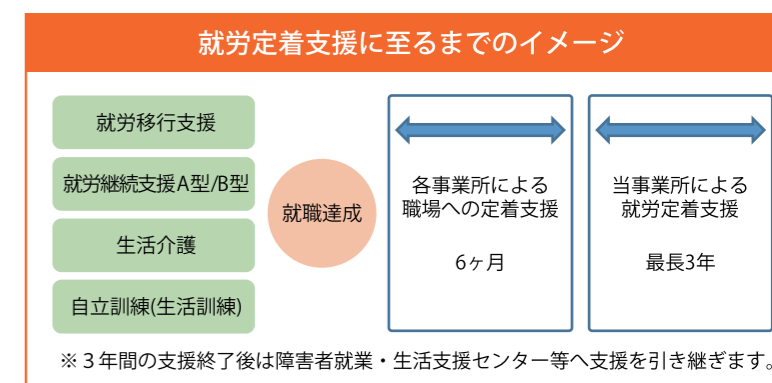 就労定着支援に至るまでのイメージ
就労移行支援
就労継続支援A型/B型
生活介護
自立訓練(生活訓練)
就職達成
各事業所による
職場への定着支援
6ヶ月
当事業所による
就労定着支援
最長3年
※３年間の支援終了後は障害者就業・生活支援センター等へ支援を引き継ぎます。